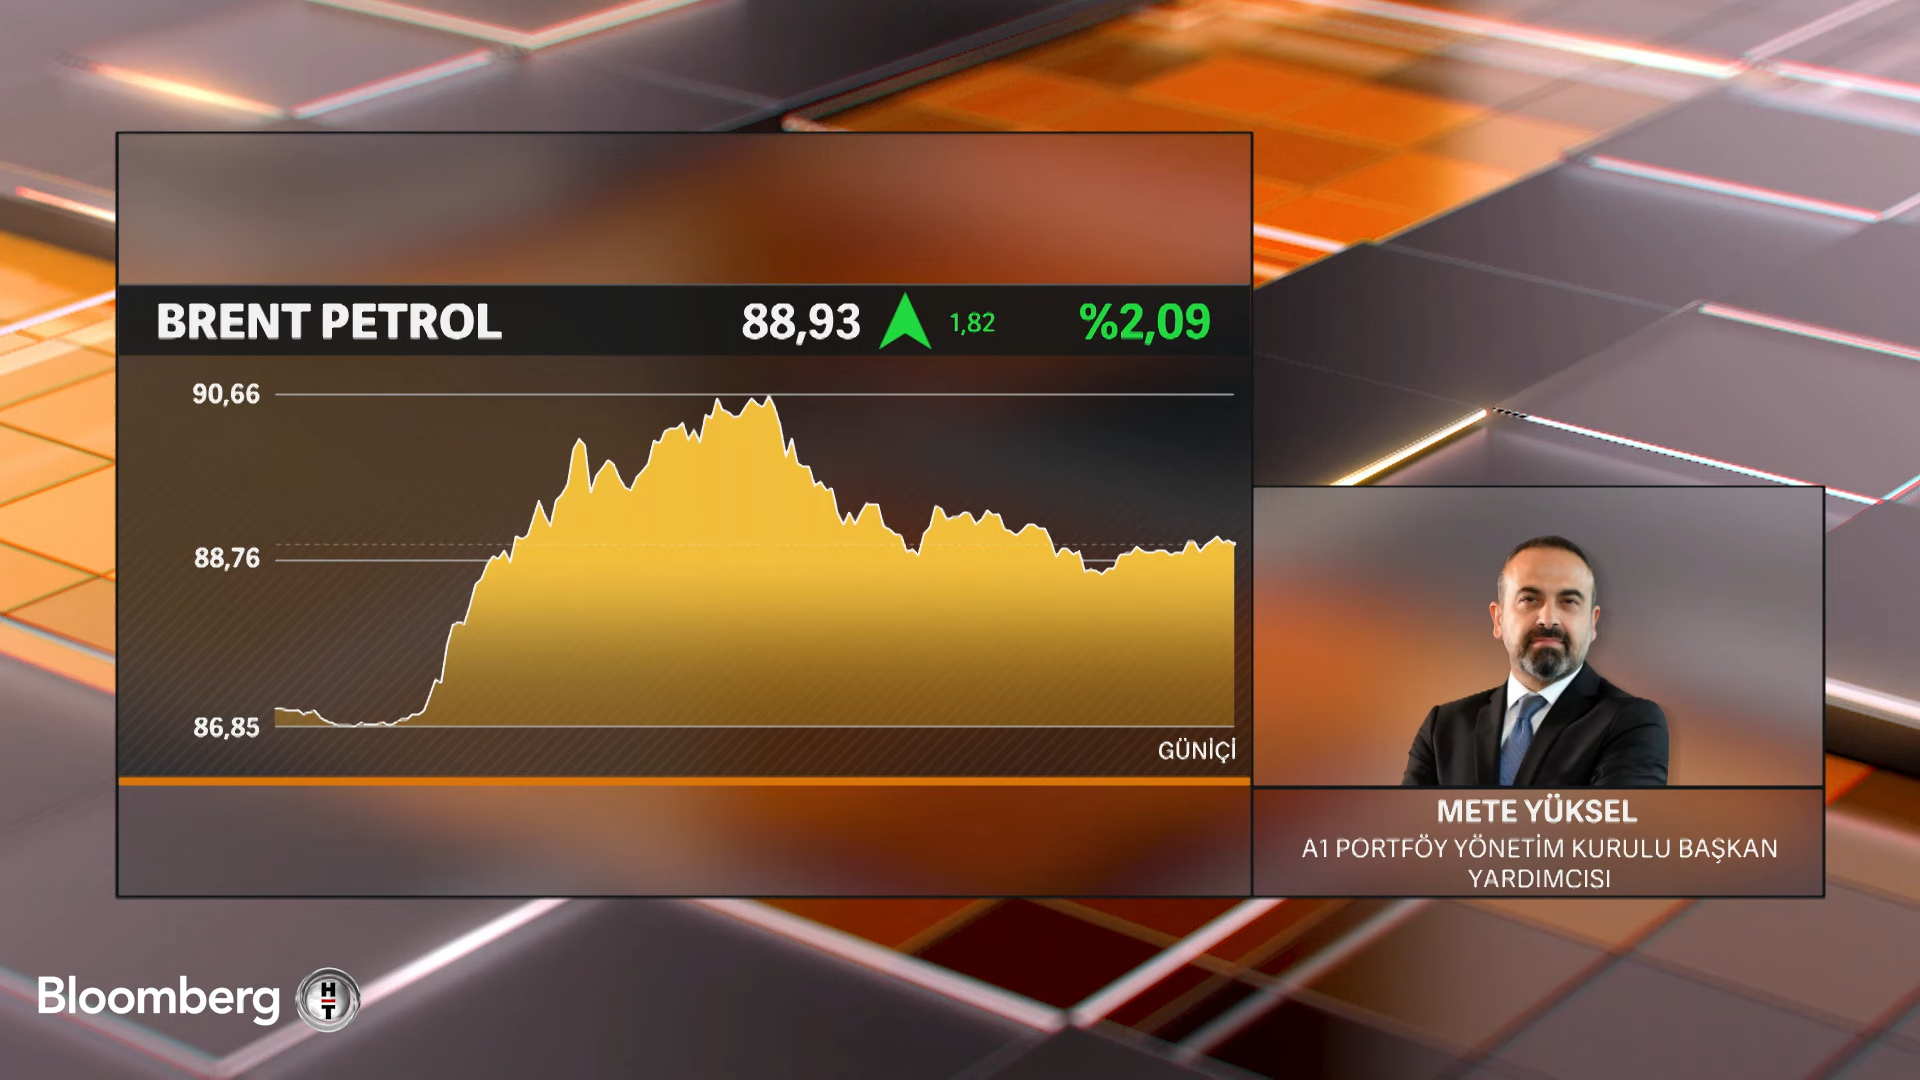 BRENT PETROL 88,93 1,82 %2,09
90,66
88,76
86,85
GÜNİÇİ
METE YÜKSEL
A1 PORTFÖY YÖNETİM KURULU BAŞKAN
YARDIMCISI
Bloomberg HT